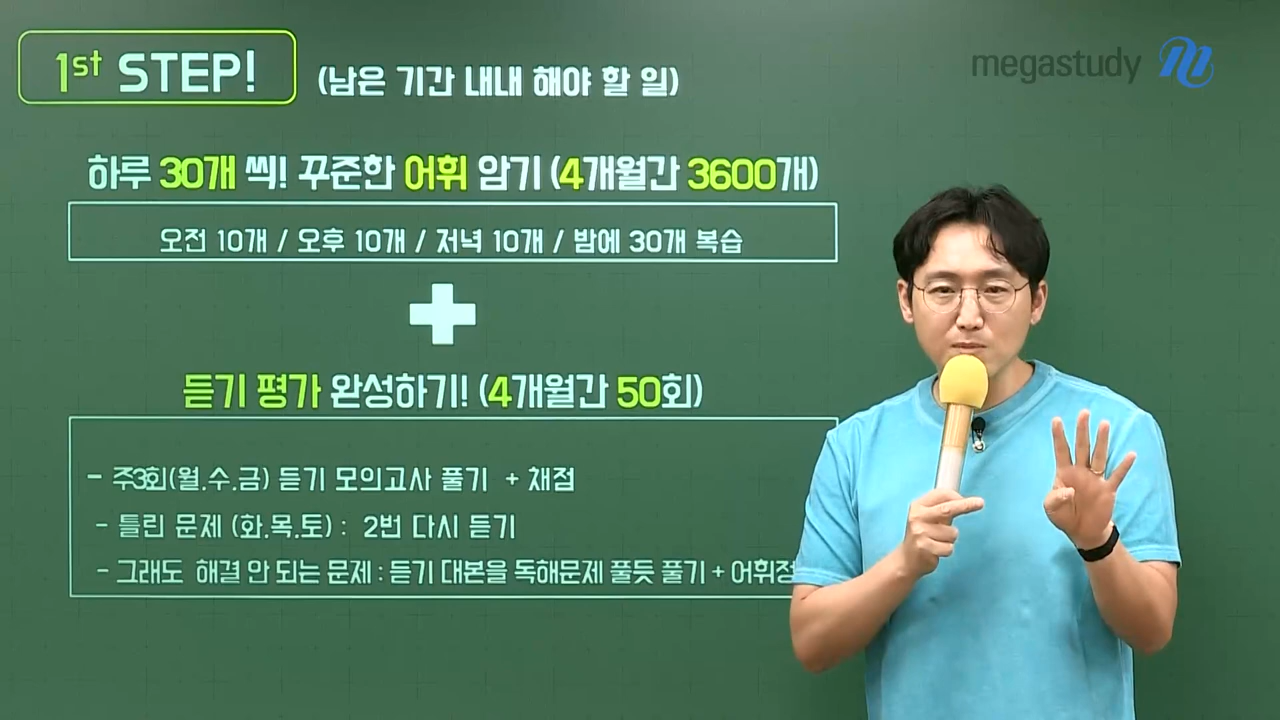 1st STEP! (남은 기간 내내 해야 할 일)
megastudy
하루 30개 씩! 꾸준한 어휘 암기 (4개월간 3600개)
오전 10개 / 오후 10개 / 저녁 10개 / 밤에 30개 복습
듣기 평가 완성하기! (4개월간 50회)
- 주3회(월.수.금) 듣기 모의고사 풀기 + 채점
- 틀린 문제 (화.목.토) : 2번 다시 듣기
- 그래도 해결 안 되는 문제 : 듣기 대본을 독해문제 풀듯 풀기 + 어휘정